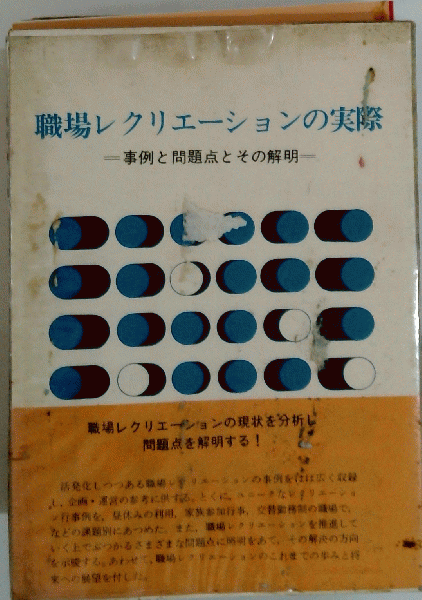 職場レクリエーションの実際
=事例と問題点とその解明=
職場レクリエーションの現状を分析し
問題点を解明する！
活発化しつつある職場レクリエーションの事例をはば広く収録
し、企画・運営の参考に供する。とくに、ユニークなレクリエーショ
ン行事例を、昼休みの利用、家族参加行事、交替勤務制の職場で、
などの課題別にあつめた。また、職場レクリエーションを推進して
いく上でぶつかるさまざまな問題点に照明をあて、その解決の方向
を示唆する。あわせて、職場レクリエーションのこれまでの歩みと将
来への展望を付した。